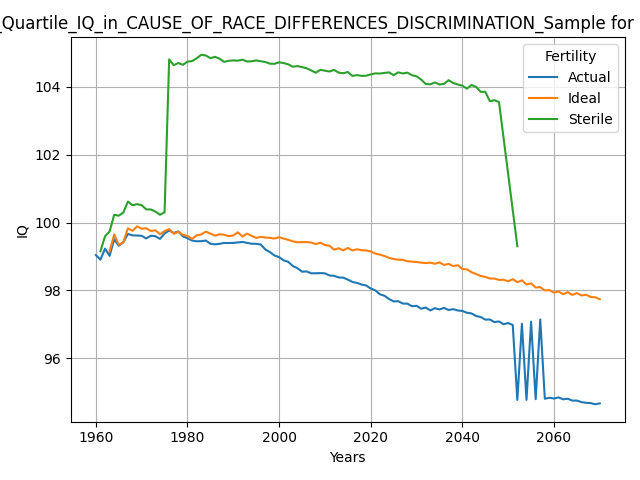 _Quartile_IQ_in_CAUSE_OF_RACE_DIFFERENCES_DISCRIMINATION_Sample for
Fertility
Actual
Ideal
Sterile
104
102
100
98
96
IQ
1960
1980
2000
2020
2040
2060
Years